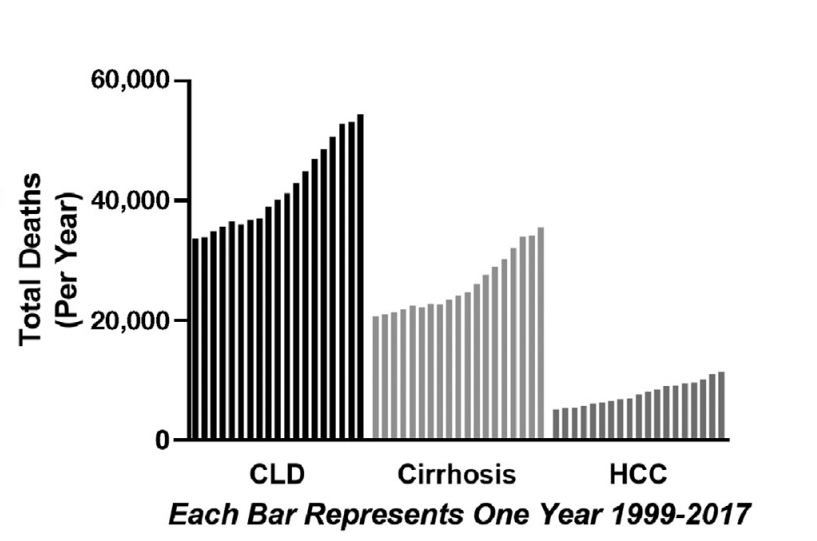 60,000
40,000
20,000
0
Total Deaths
(Per Year)
CLD
Cirrhosis
HCC
Each Bar Represents One Year 1999-2017